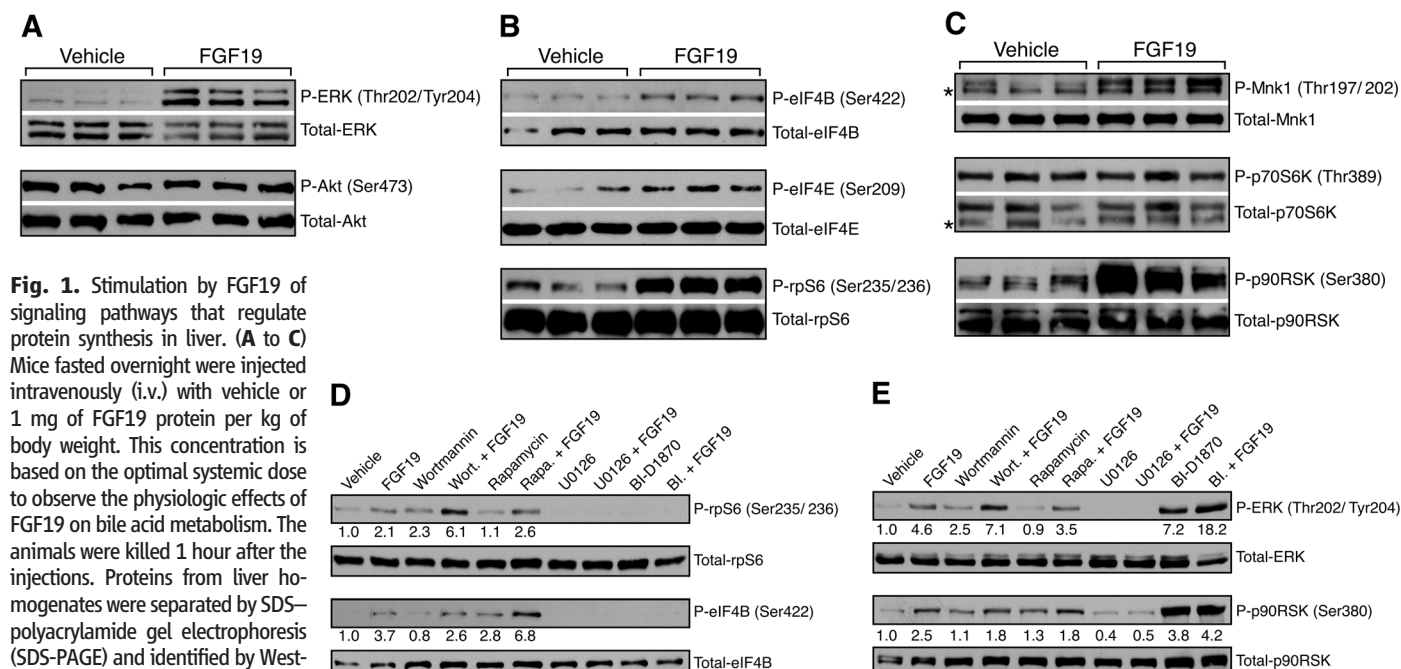 A
Vehicle FGF19
P-ERK (Thr202/Tyr204)
Total-ERK
P-Akt (Ser473)
Total-Akt
B
Vehicle FGF19
P-eIF4B (Ser422)
Total-eIF4B
P-eIF4E (Ser209)
Total-eIF4E
P-rpS6 (Ser235/236)
Total-rpS6
C
Vehicle FGF19
* P-Mnk1 (Thr197/202)
Total-Mnk1
P-p70S6K (Thr389)
Total-p70S6K
*
P-p90RSK (Ser380)
Total-p90RSK
Fig. 1. Stimulation by FGF19 of
signaling pathways that regulate
protein synthesis in liver. (A to C)
Mice fasted overnight were injected
intravenously (i.v.) with vehicle or
1 mg of FGF19 protein per kg of
body weight. This concentration is
based on the optimal systemic dose
to observe the physiologic effects of
FGF19 on bile acid metabolism. The
animals were killed 1 hour after the
injections. Proteins from liver ho-
mogenates were separated by SDS–
polyacrylamide gel electrophoresis
(SDS-PAGE) and identified by West-
D
Vehicle
FGF19
Wortmannin
Wort. + FGF19
Rapamycin
Rapa. + FGF19
U0126
U0126 + FGF19
BI-D1870
BI. + FGF19
P-rpS6 (Ser235/ 236)
1.0 2.1 2.3 6.1 1.1 2.6
Total-rpS6
P-eIF4B (Ser422)
1.0 3.7 0.8 2.6 2.8 6.8
Total-eIF4B
E
Vehicle
FGF19
Wortmannin
Wort. + FGF19
Rapamycin
Rapa. + FGF19
U0126
U0126 + FGF19
BI-D1870
BI. + FGF19
P-ERK (Thr202/ Tyr204)
1.0 4.6 2.5 7.1 0.9 3.5 7.2 18.2
Total-ERK
P-p90RSK (Ser380)
1.0 2.5 1.1 1.8 1.3 1.8 0.4 0.5 3.8 4.2
Total-p90RSK